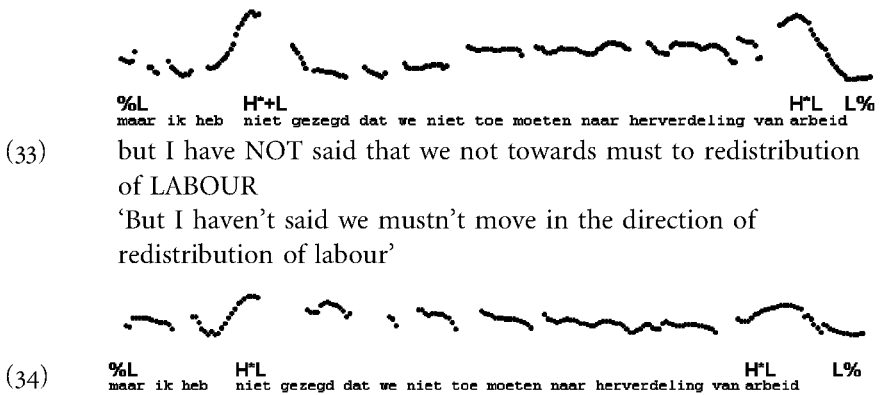 %L H*+L H*L L%
maar ik heb niet gezegd dat we niet toe moeten naar herverdeling van arbeid
(33) but I have NOT said that we not towards must to redistribution
of LABOUR
‘But I haven’t said we mustn’t move in the direction of
redistribution of labour’
%L H*L H*L L%
(34) maar ik heb niet gezegd dat we niet toe moeten naar herverdeling van arbeid